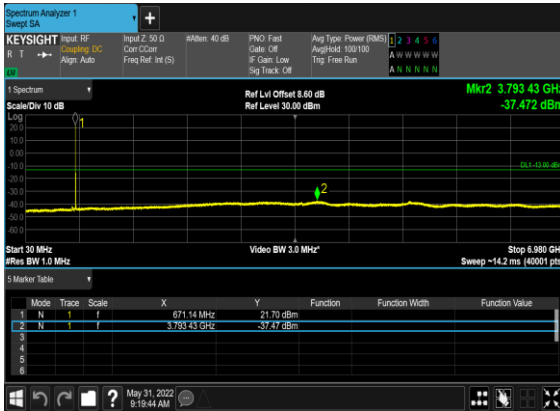 Spectrum Analyzer 1
Swept SA
+
KEYSIGHT
R T
Input: RF
Coupling: DC
Align: Auto
Input Z: 50 Ω
Corr CCorr
Freq Ref: Int (S)
#Atten: 40 dB
PNO: Fast
Gate: Off
IF Gain: Low
Sig Track: Off
Avg Type: Power (RMS)
Avg|Hold: 100/100
Trig: Free Run
1 2 3 4 5 6
A W W W W W
A N N N N N
1 Spectrum
Scale/Div 10 dB
Ref Lvl Offset 8.60 dB
Ref Level 30.00 dBm
Mkr2 3.793 43 GHz
-37.472 dBm
Log
20.0
10.0
0.00
-10.0
-20.0
-30.0
-40.0
-50.0
-60.0
1
2
DL1 -13.00 dBm
Start 30 MHz
#Res BW 1.0 MHz
Video BW 3.0 MHz*
Stop 6.980 GHz
Sweep ~14.2 ms (40001 pts)
5 Marker Table
Mode Trace Scale X Y Function Function Width Function Value
1 N 1 f 671.14 MHz 21.70 dBm
2 N 1 f 3.793 43 GHz -37.47 dBm
3
4
5
6
?
May 31, 2022
9:19:44 AM